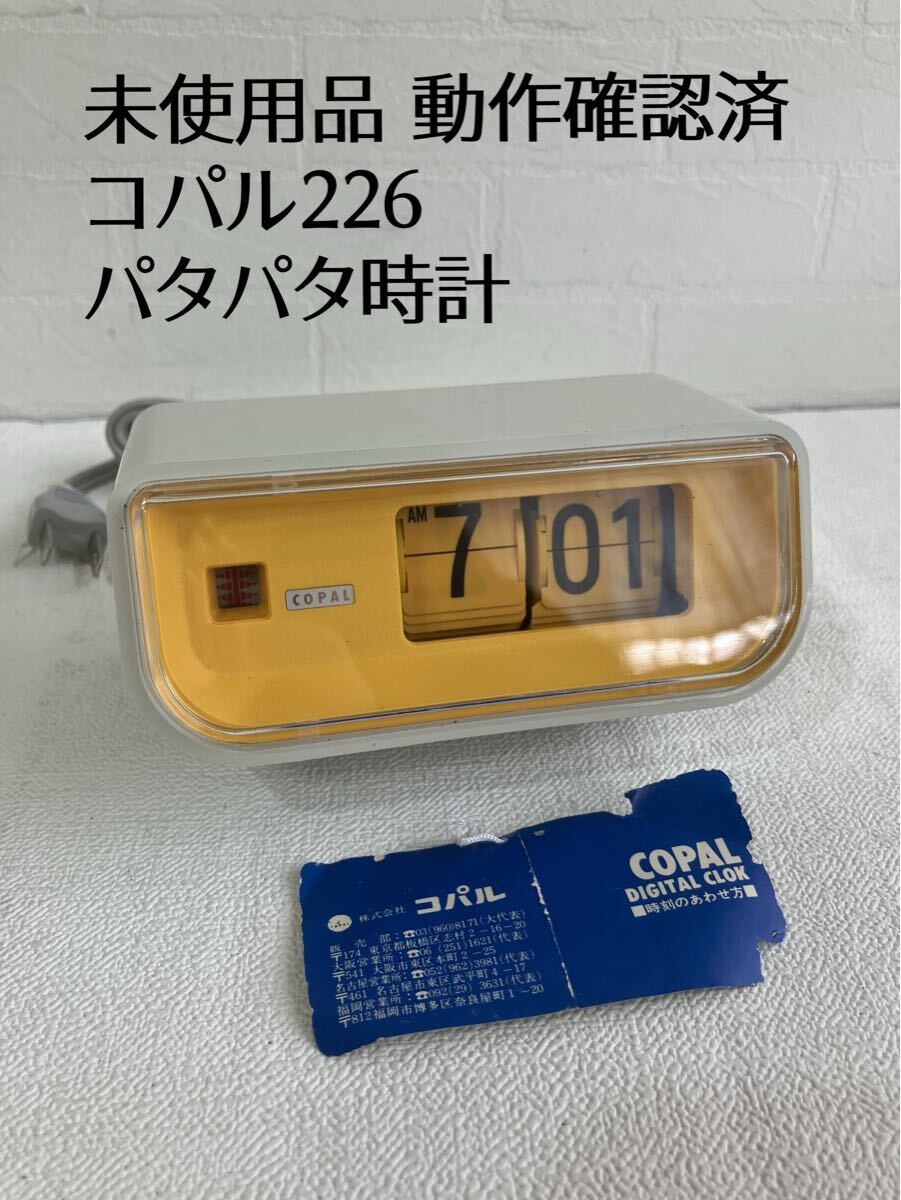 未使用品 動作確認済
コパル226
パタパタ時計
AM 7 01
COPAL
株式会社 コパル
販売部:☎03(960)8171(大代表)
〒174 東京都板橋区志村2-16-20
大阪営業所:☎06(251)1621(代表)
〒541 大阪市東区本町2-25
名古屋営業所:☎052(962)3981(代表)
〒461 名古屋市東区武平町4-17
福岡営業所:☎092(29)3631(代表)
〒812 福岡市博多区奈良屋町1-20
COPAL
DIGITAL CLOK
■時刻のあわせ方■